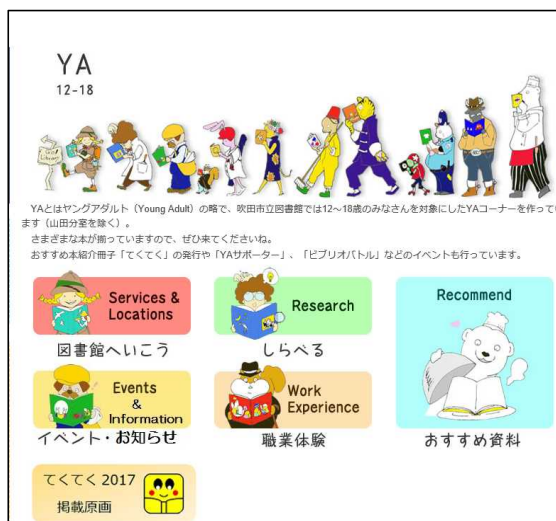 YA
12-18
YAとはヤングアダルト（Young Adult）の略で、吹田市立図書館では12～18歳のみなさんを対象にしたYAコーナーを作ってい
ます（山田分室を除く）。
さまざまな本が揃っていますので、ぜひ来てくださいね。
おすすめ本紹介冊子「てくてく」の発行や「YAサポーター」、「ビブリオバトル」などのイベントも行っています。
Services &
Locations
図書館へいこう
Research
しらべる
Recommend
おすすめ資料
Events
&
Information
イベント・お知らせ
Work
Experience
職業体験
てくてく 2017
掲載原画